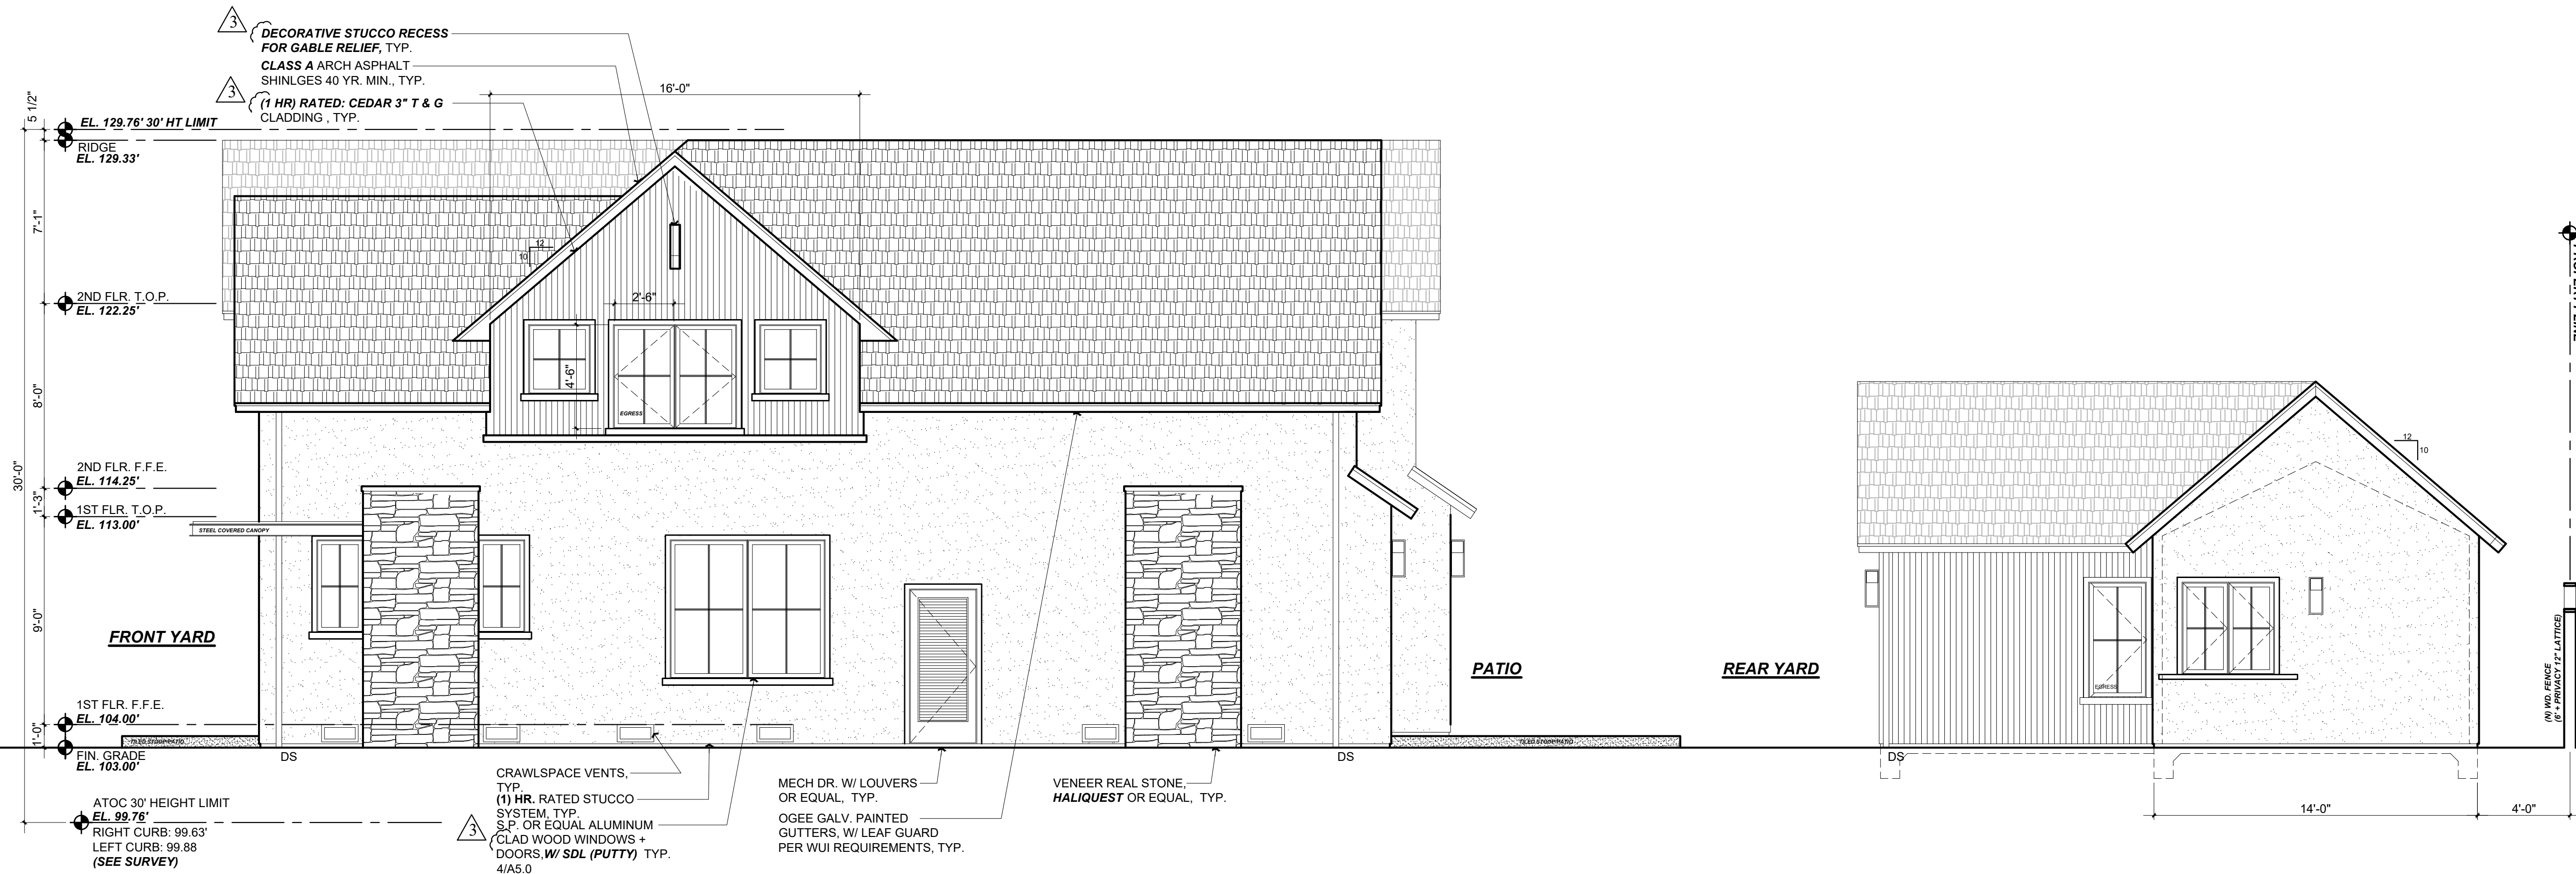 3
DECORATIVE STUCCO RECESS
FOR GABLE RELIEF, TYP.
CLASS A ARCH ASPHALT
SHINLGES 40 YR. MIN., TYP.
3
(1 HR) RATED: CEDAR 3" T & G
CLADDING , TYP.
16'-0"
5 1/2"
EL. 129.76' 30' HT LIMIT
RIDGE
EL. 129.33'
7'-1"
12
10
2'-6"
2ND FLR. T.O.P.
EL. 122.25'
8'-0"
4'-6"
EGRESS
12
10
30'-0"
2ND FLR. F.F.E.
EL. 114.25'
1'-3"
1ST FLR. T.O.P.
EL. 113.00'
STEEL COVERED CANOPY
9'-0"
FRONT YARD
PATIO
REAR YARD
EGRESS
(N) WD. FENCE
(6' + PRIVACY 12" LATTICE)
1ST FLR. F.F.E.
EL. 104.00'
1'-0"
TILED STOOP/PATIO
TILED STOOP/PATIO
FIN. GRADE
EL. 103.00'
DS
DS
DS
CRAWLSPACE VENTS,
TYP.
(1) HR. RATED STUCCO
SYSTEM, TYP.
3
S.P. OR EQUAL ALUMINUM
CLAD WOOD WINDOWS +
DOORS,W/ SDL (PUTTY) TYP.
4/A5.0
MECH DR. W/ LOUVERS
OR EQUAL, TYP.
OGEE GALV. PAINTED
GUTTERS, W/ LEAF GUARD
PER WUI REQUIREMENTS, TYP.
VENEER REAL STONE,
HALIQUEST OR EQUAL, TYP.
14'-0"
4'-0"
ATOC 30' HEIGHT LIMIT
EL. 99.76'
RIGHT CURB: 99.63'
LEFT CURB: 99.88
(SEE SURVEY)